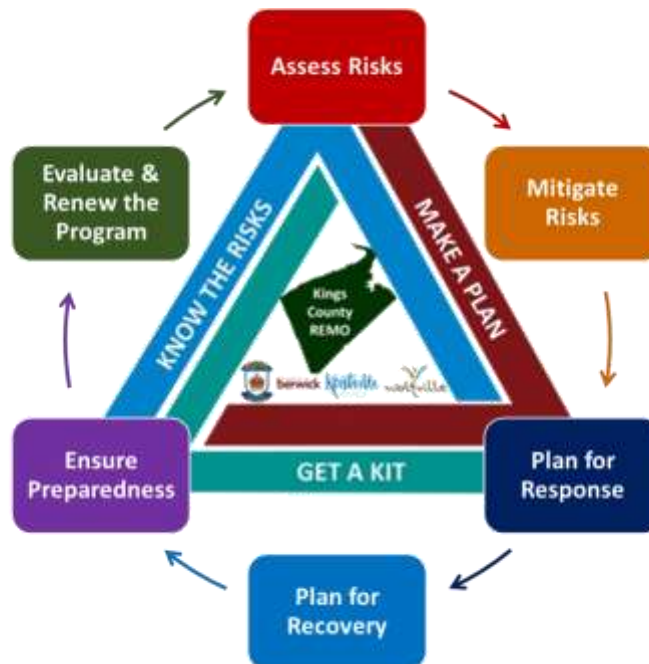 Assess Risks
Evaluate &
Renew the
Program
Mitigate
Risks
KNOW THE RISKS
MAKE A PLAN
Kings
County
REMO
berwick
kentville
wolfville
Ensure
Preparedness
GET A KIT
Plan for
Response
Plan for
Recovery